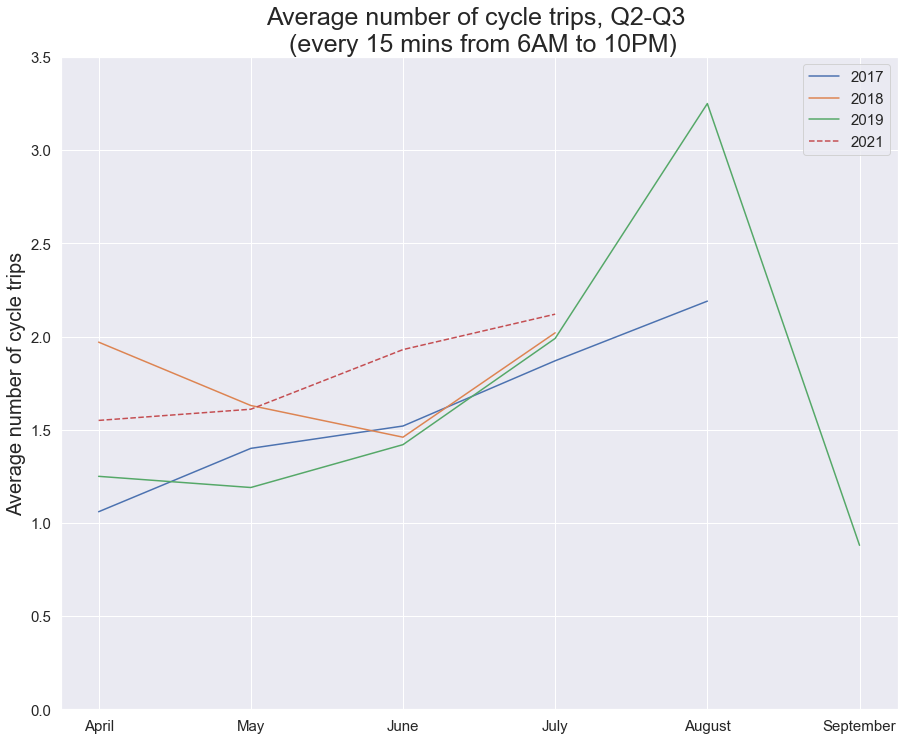 Average number of cycle trips, Q2-Q3
(every 15 mins from 6AM to 10PM)
3.5
3.0
2.5
2.0
1.5
1.0
0.5
0.0
Average number of cycle trips
2017
2018
2019
2021
April
May
June
July
August
September